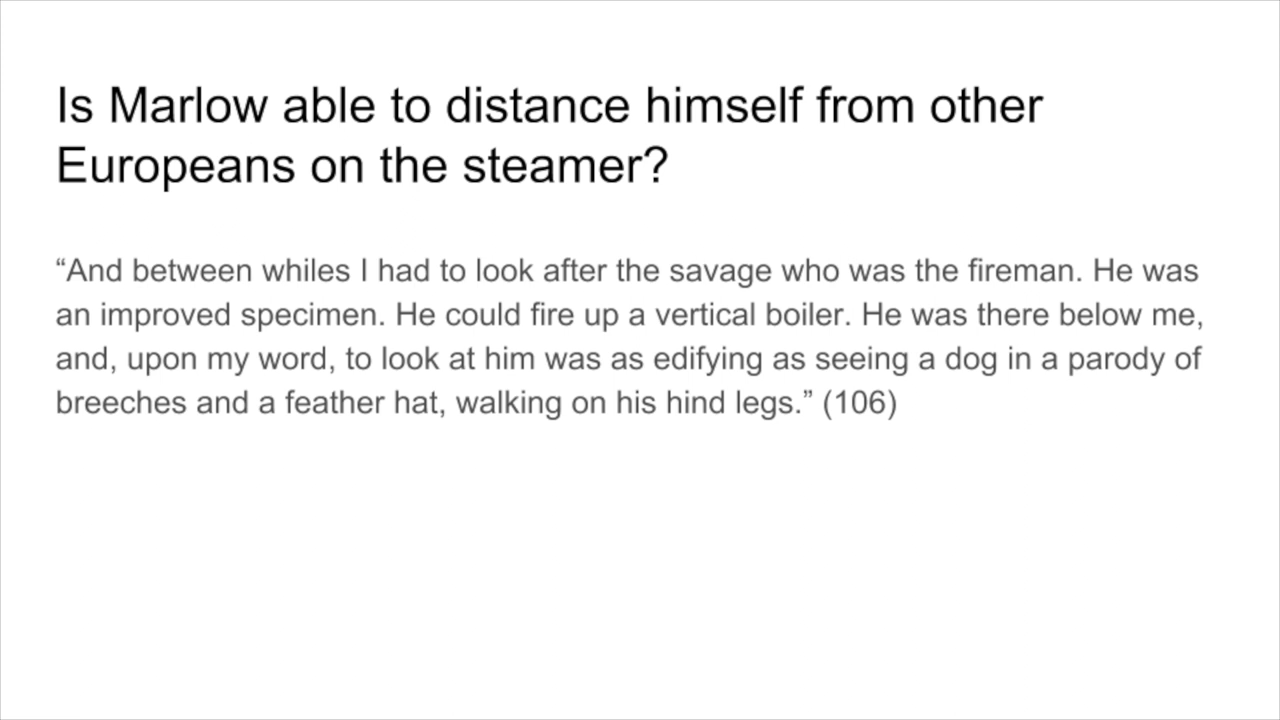 Is Marlow able to distance himself from other
Europeans on the steamer?
“And between whiles I had to look after the savage who was the fireman. He was
an improved specimen. He could fire up a vertical boiler. He was there below me,
and, upon my word, to look at him was as edifying as seeing a dog in a parody of
breeches and a feather hat, walking on his hind legs.” (106)